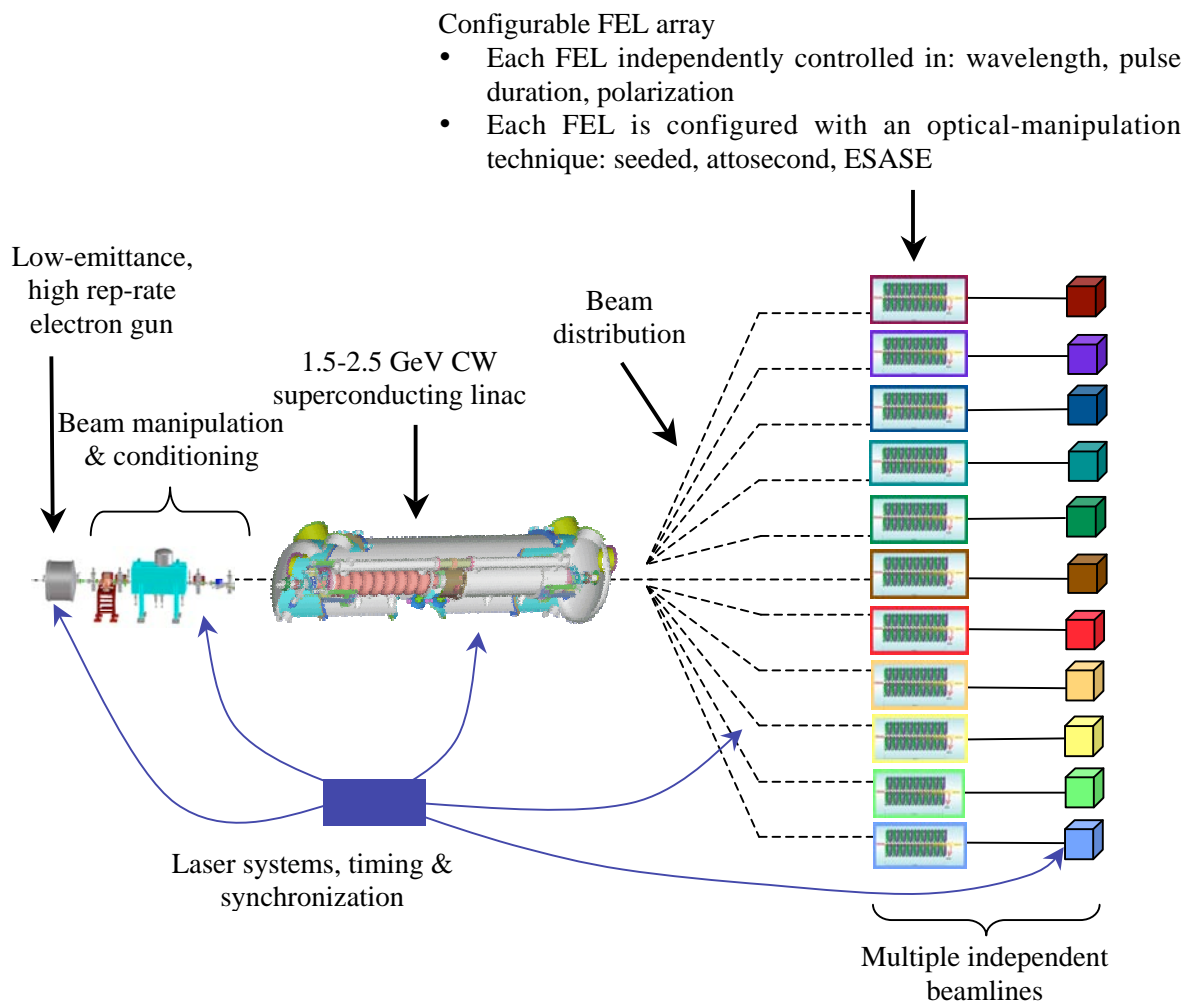 Configurable FEL array
• Each FEL independently controlled in: wavelength, pulse
duration, polarization
• Each FEL is configured with an optical-manipulation
technique: seeded, attosecond, ESASE
Low-emittance,
high rep-rate
electron gun
Beam
distribution
1.5-2.5 GeV CW
superconducting linac
Beam manipulation
& conditioning
Laser systems, timing &
synchronization
Multiple independent
beamlines